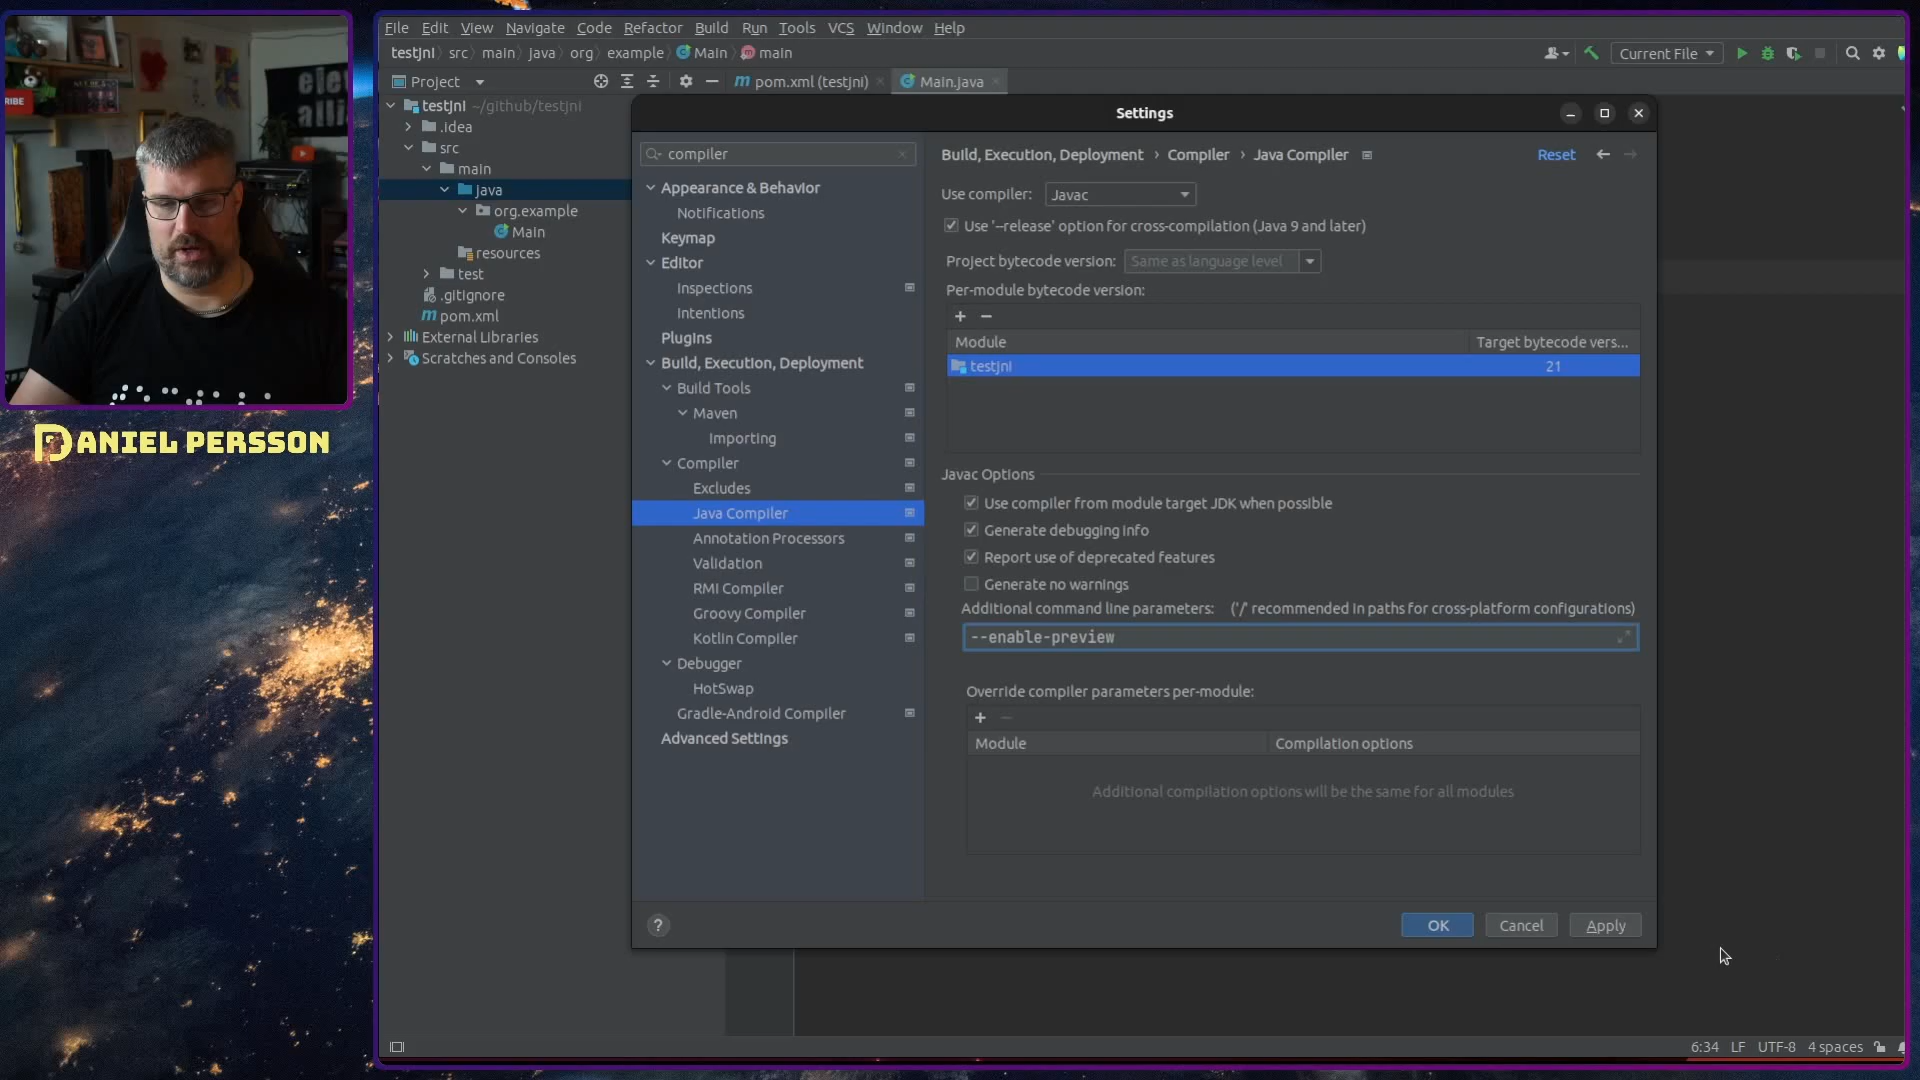 RIBE
DANIEL PERSSON
File Edit View Navigate Code Refactor Build Run Tools VCS Window Help
testjni src main java org example Main main
Current File
Project
pom.xml (testjni)
Main.java
testjni ~/github/testjni
.idea
src
main
java
org.example
Main
resources
test
.gitignore
pom.xml
External Libraries
Scratches and Consoles
Settings
compiler
Appearance & Behavior
Notifications
Keymap
Editor
Inspections
Intentions
Plugins
Build, Execution, Deployment
Build Tools
Maven
Importing
Compiler
Excludes
Java Compiler
Annotation Processors
Validation
RMI Compiler
Groovy Compiler
Kotlin Compiler
Debugger
HotSwap
Gradle-Android Compiler
Advanced Settings
Build, Execution, Deployment › Compiler › Java Compiler
Reset
Use compiler: Javac
Use '--release' option for cross-compilation (Java 9 and later)
Project bytecode version: Same as language level
Per-module bytecode version:
+ −
Module Target bytecode vers...
testjni 21
Javac Options
Use compiler from module target JDK when possible
Generate debugging info
Report use of deprecated features
Generate no warnings
Additional command line parameters: ('/' recommended in paths for cross-platform configurations)
--enable-preview
Override compiler parameters per-module:
+ −
Module Compilation options
Additional compilation options will be the same for all modules
?
OK Cancel Apply
6:34 LF UTF-8 4 spaces